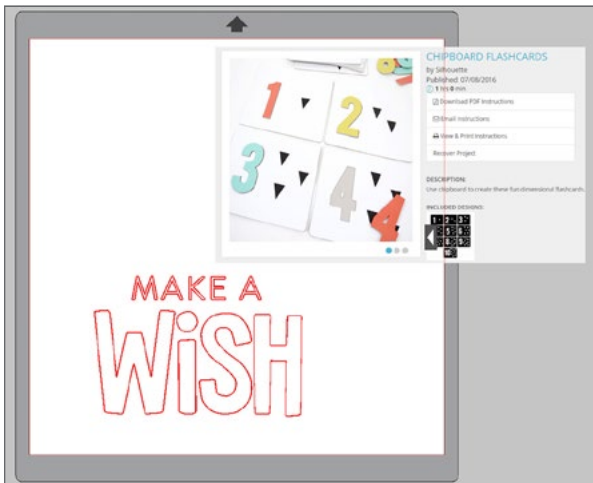 CHIPBOARD FLASHCARDS
by Silhouette
Published: 07/08/2016
1 hrs 0 min
Download PDF Instructions
Email Instructions
View & Print Instructions
Recover Project
DESCRIPTION:
Use chipboard to create these fun dimensional flashcards.
INCLUDED DESIGNS:
1 2
3 4 4
MAKE A
WiSH